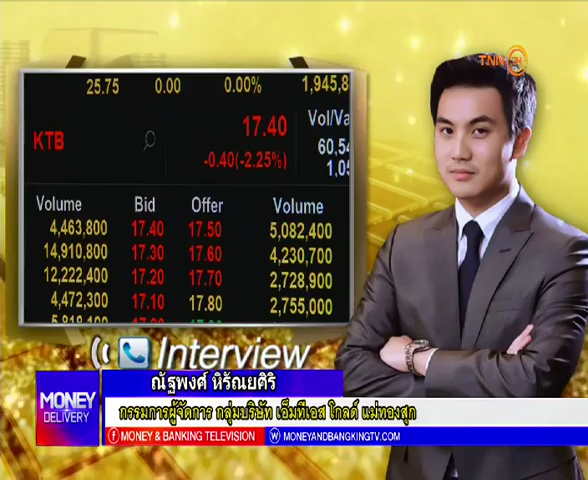 TNN 24
25.75 0.00 0.00% 1,945,8
KTB 17.40 Vol/Va
-0.40(-2.25%) 60,54
1,05
Volume Bid Offer Volume
4,463,800 17.40 17.50 5,082,400
14,910,800 17.30 17.60 4,230,700
12,222,400 17.20 17.70 2,728,900
4,472,300 17.10 17.80 2,755,000
Interview
ณัฐพงศ์ หิรัณยศิริ
MONEY DELIVERY
กรรมการผู้จัดการ กลุ่มบริษัท เอ็มทีเอส โกลด์ แม่ทองสุก
MONEY & BANKING TELEVISION W MONEYANDBANGKINGTV.COM